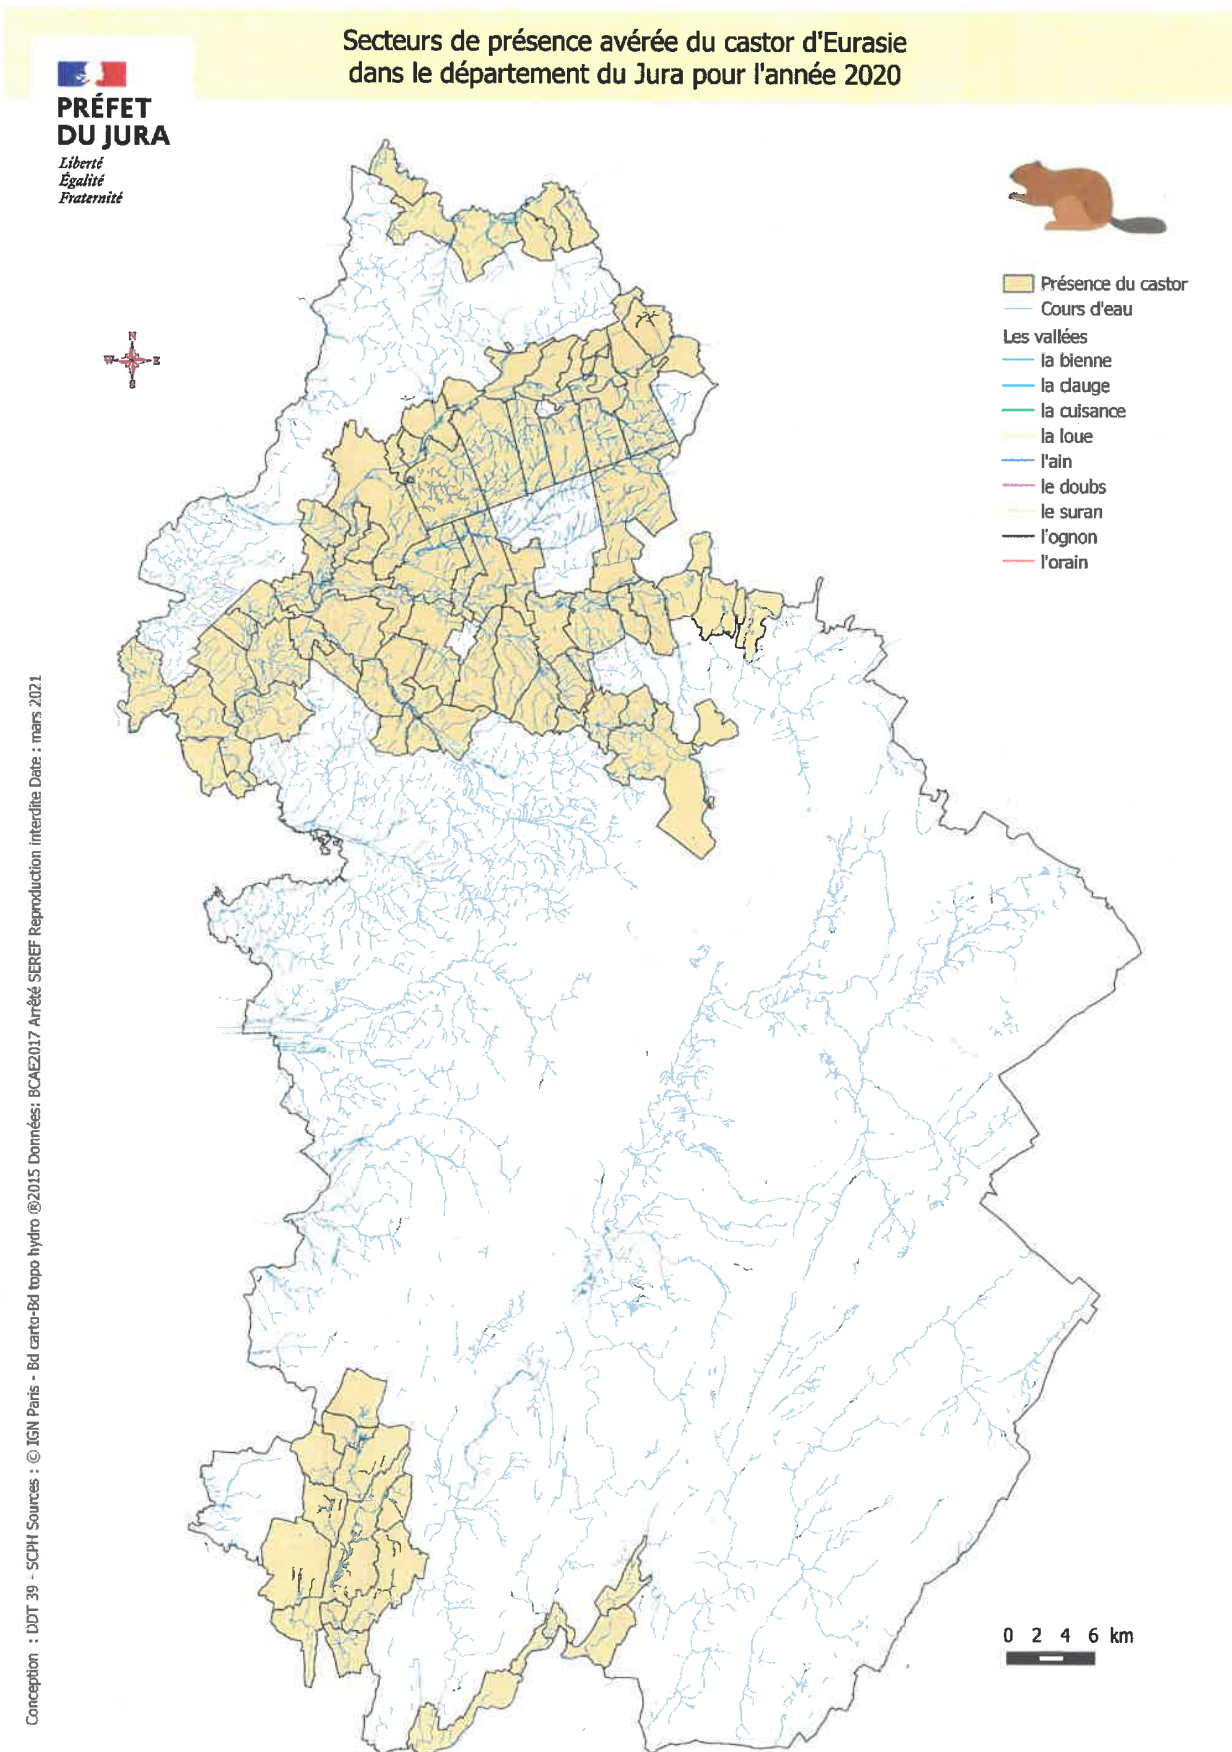 Secteurs de présence avérée du castor d'Eurasie
dans le département du Jura pour l'année 2020
PRÉFET
DU JURA
Liberté
Égalité
Fraternité
N
W
E
S
Présence du castor
Cours d'eau
Les vallées
la bienne
la clauge
la cuisance
la loue
l'ain
le doubs
le suran
l'ognon
l'orain
0 2 4 6 km
Conception : DDT 39 - SCPH Sources : © IGN Paris - Bd carto-Bd topo hydro ®2015 Données: BCAE2017 Arrêté SEREF Reproduction interdite Date : mars 2021